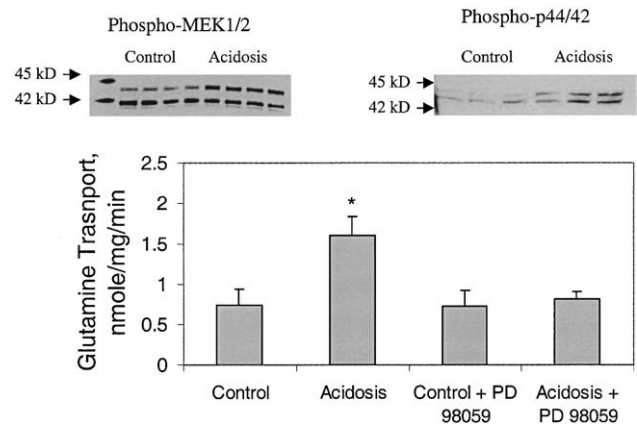 Phospho-MEK1/2
Phospho-p44/42
Control Acidosis
Control Acidosis
45 kD
42 kD
45 kD
42 kD
Glutamine Trasnport,
nmole/mg/min
2.5
2
1.5
1
0.5
0
*
Control
Acidosis
Control + PD
98059
Acidosis +
PD 98059